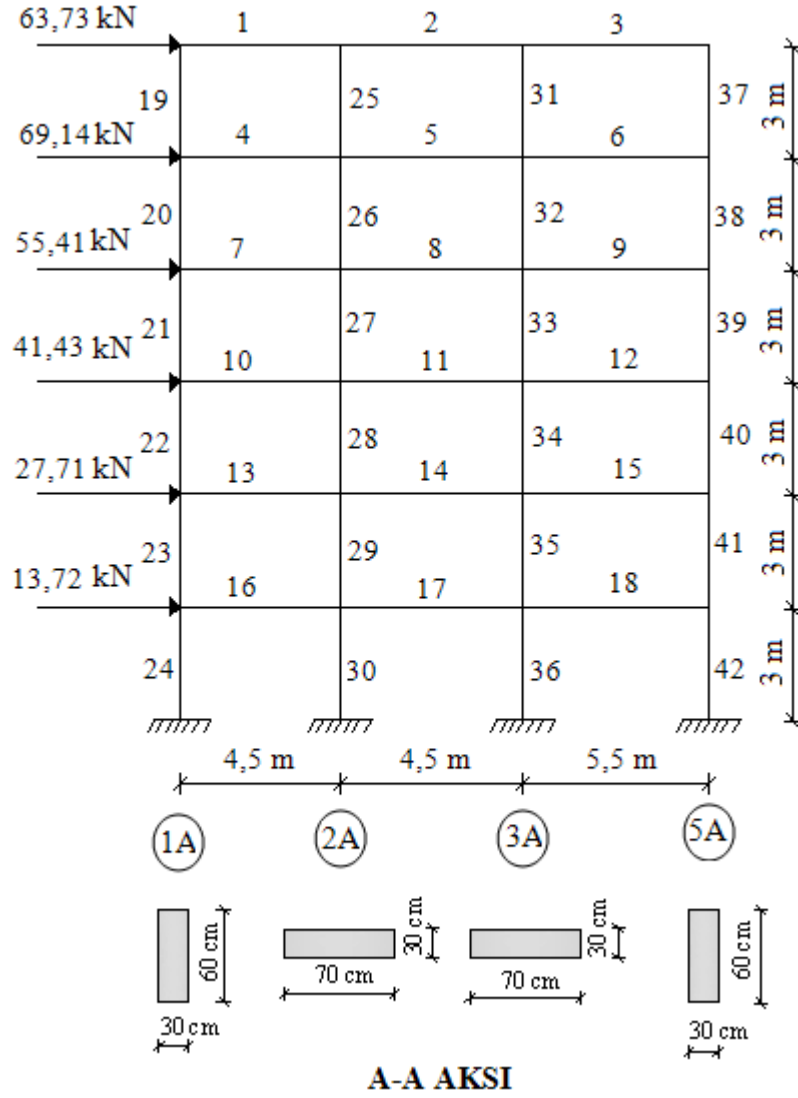 63,73 kN 1 2 3
19 25 31 37 3 m
69,14 kN 4 5 6
20 26 32 38 3 m
55,41 kN 7 8 9
21 27 33 39 3 m
41,43 kN 10 11 12
22 28 34 40 3 m
27,71 kN 13 14 15
23 29 35 41 3 m
13,72 kN 16 17 18
24 30 36 42 3 m
4,5 m 4,5 m 5,5 m
1A 2A 3A 5A
60 cm 30 cm 30 cm 60 cm
30 cm 70 cm 70 cm 30 cm
A-A AKSI